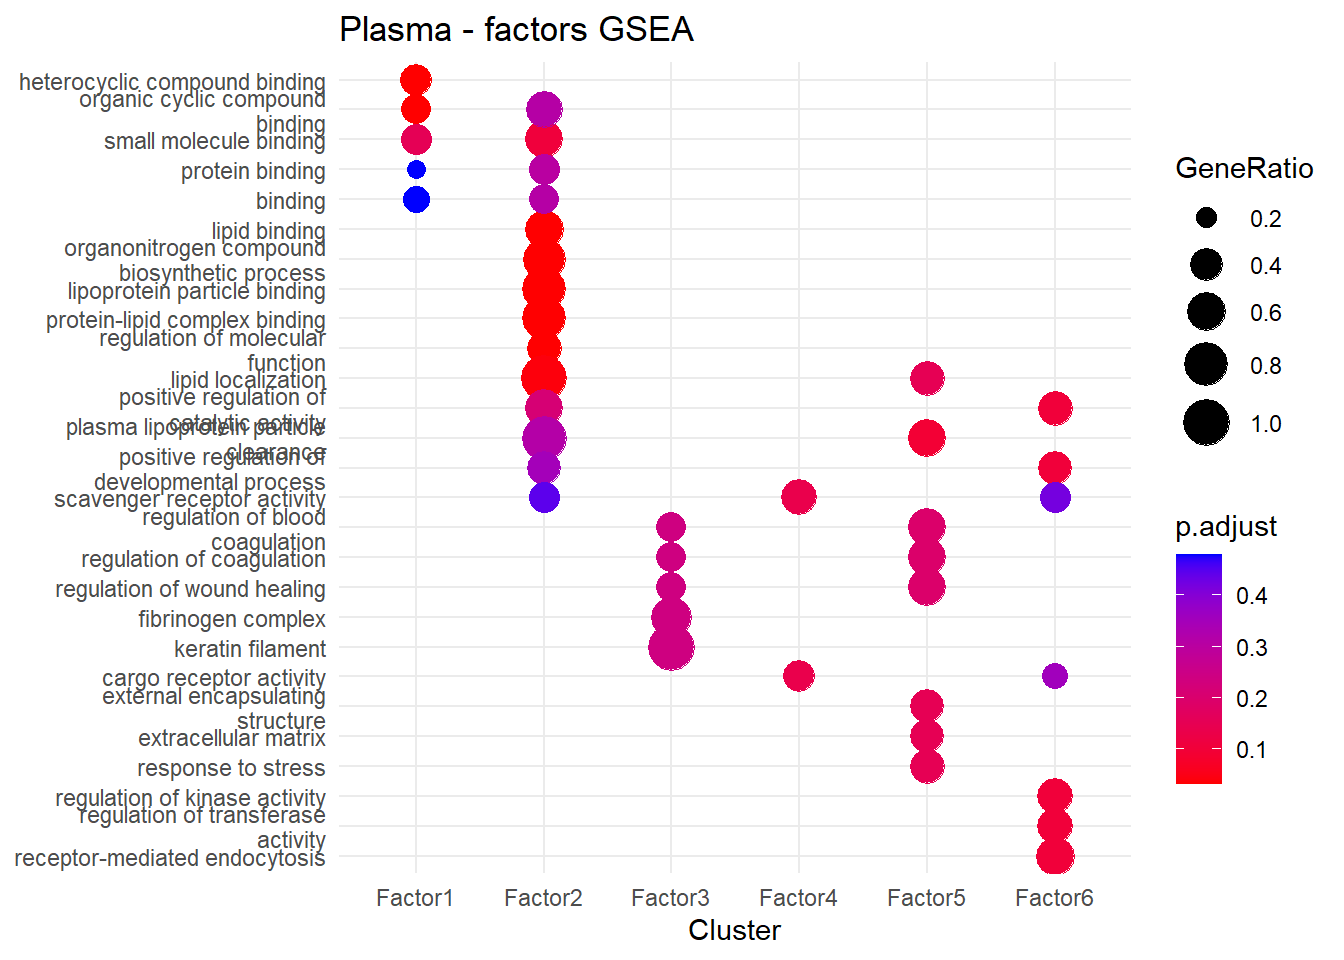 Plasma - factors GSEA
heterocyclic compound binding
organic cyclic compound
binding
small molecule binding
protein binding
binding
lipid binding
organonitrogen compound
biosynthetic process
lipoprotein particle binding
protein-lipid complex binding
regulation of molecular
function
lipid localization
positive regulation of
catalytic activity
plasma lipoprotein particle
clearance
positive regulation of
developmental process
scavenger receptor activity
regulation of blood
coagulation
regulation of coagulation
regulation of wound healing
fibrinogen complex
keratin filament
cargo receptor activity
external encapsulating
structure
extracellular matrix
response to stress
regulation of kinase activity
regulation of transferase
activity
receptor-mediated endocytosis
Factor1 Factor2 Factor3 Factor4 Factor5 Factor6
Cluster
GeneRatio
0.2
0.4
0.6
0.8
1.0
p.adjust
0.4
0.3
0.2
0.1